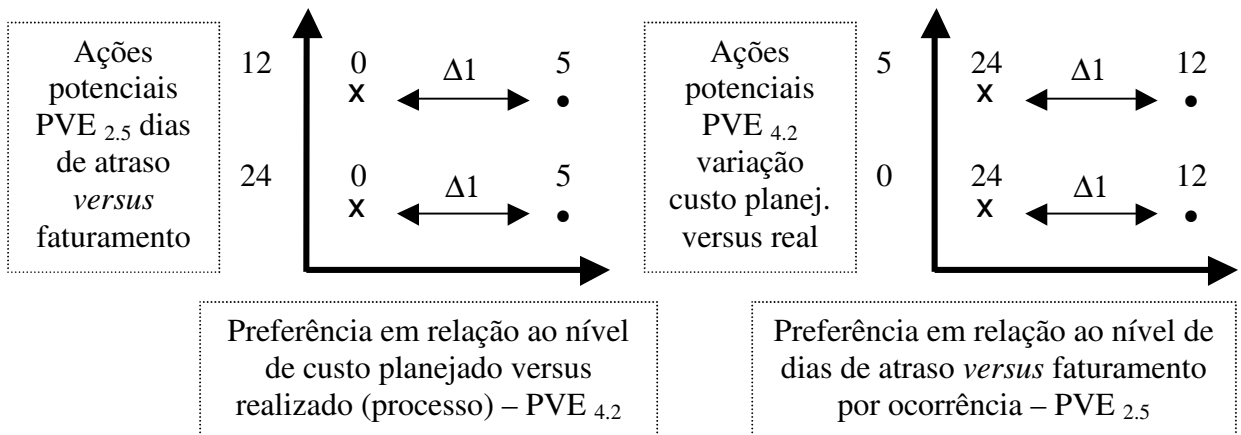 Ações
potenciais
PVE 2.5 dias
de atraso
versus
faturamento
12 0 Δ1 5
x •
24 0 Δ1 5
x •
Preferência em relação ao nível
de custo planejado versus
realizado (processo) – PVE 4.2
Ações
potenciais
PVE 4.2
variação
custo planej.
versus real
5 24 Δ1 12
x •
0 24 Δ1 12
x •
Preferência em relação ao nível de
dias de atraso versus faturamento
por ocorrência – PVE 2.5